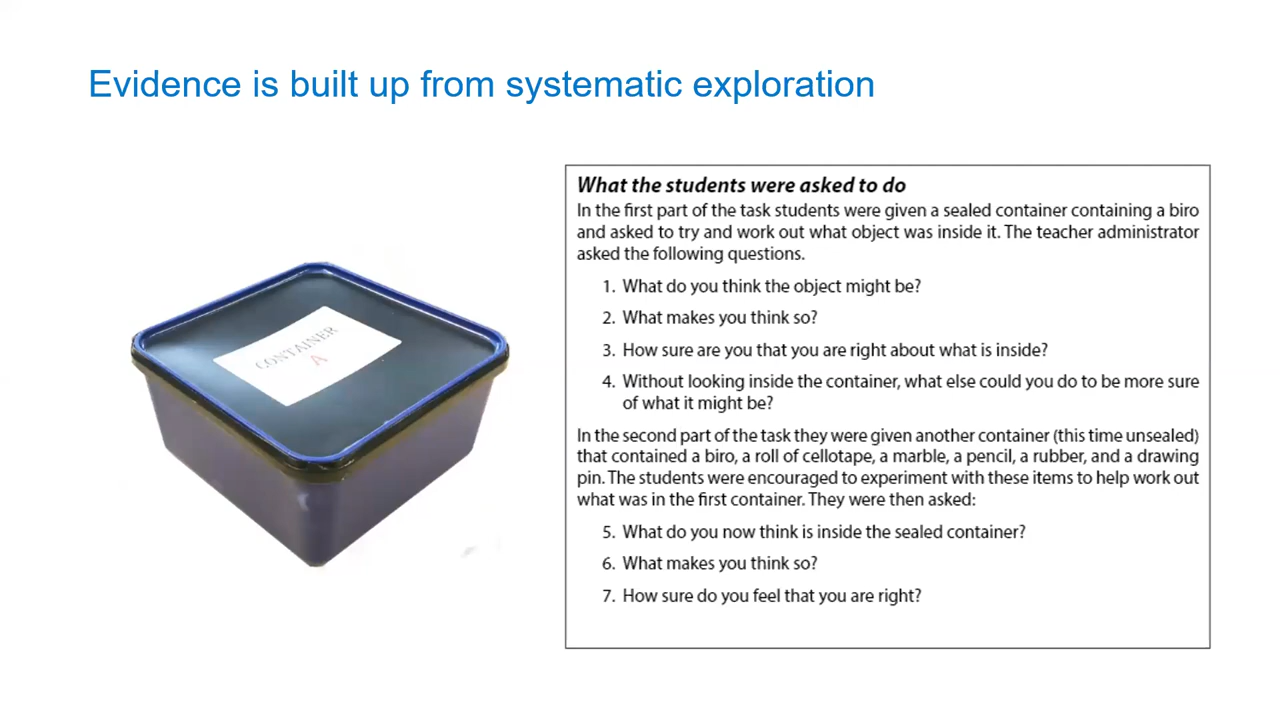 Evidence is built up from systematic exploration
CONTAINER
A
What the students were asked to do
In the first part of the task students were given a sealed container containing a biro
and asked to try and work out what object was inside it. The teacher administrator
asked the following questions.
1. What do you think the object might be?
2. What makes you think so?
3. How sure are you that you are right about what is inside?
4. Without looking inside the container, what else could you do to be more sure
of what it might be?
In the second part of the task they were given another container (this time unsealed)
that contained a biro, a roll of cellotape, a marble, a pencil, a rubber, and a drawing
pin. The students were encouraged to experiment with these items to help work out
what was in the first container. They were then asked:
5. What do you now think is inside the sealed container?
6. What makes you think so?
7. How sure do you feel that you are right?